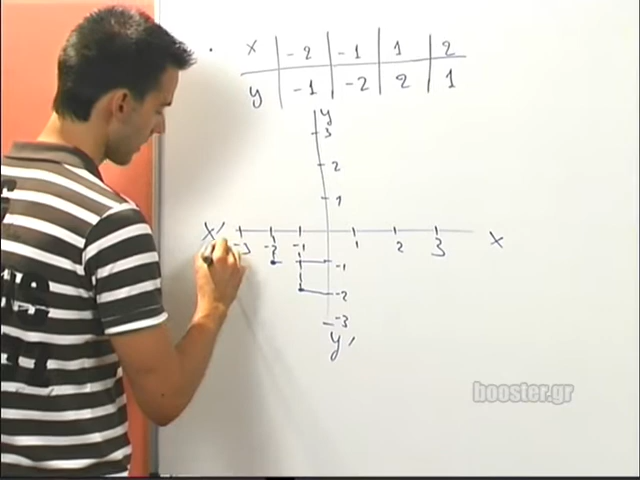 x -2 -1 1 2
y -1 -2 2 1
y
3
2
1
x' -3 -2 -1 1 2 3 x
-1
-2
-3
y'
booster.gr